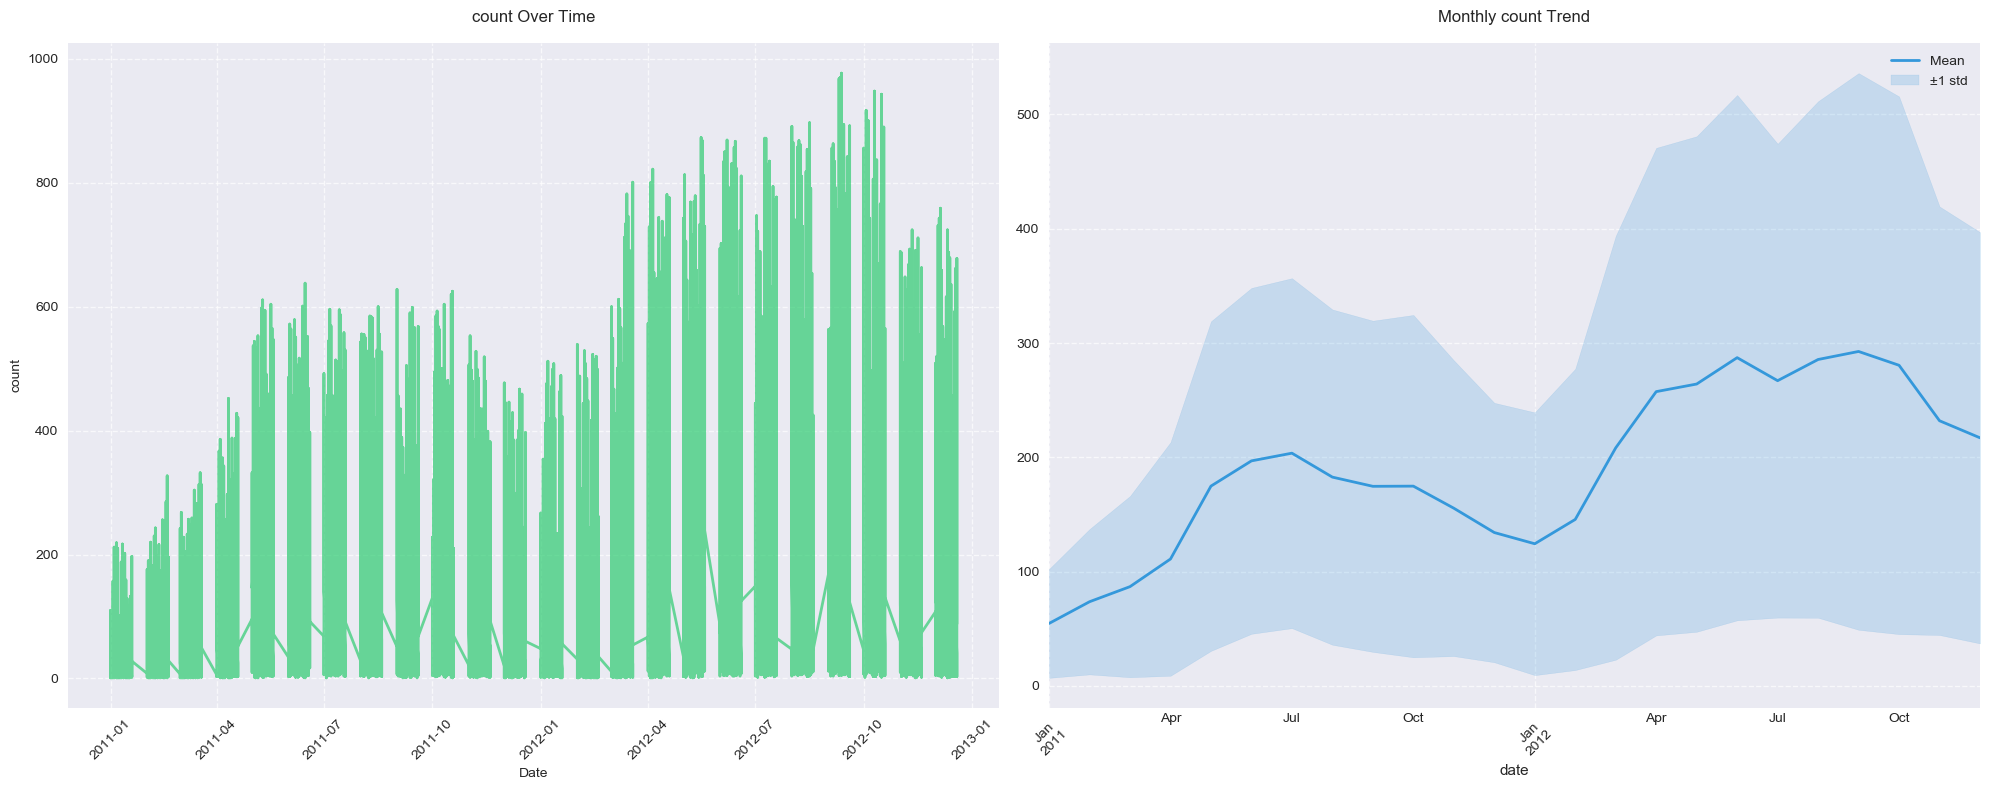 count Over Time
1000
800
600
400
200
0
count
2011-01
2011-04
2011-07
2011-10
2012-01
2012-04
2012-07
2012-10
2013-01
Date
Monthly count Trend
Mean
±1 std
500
400
300
200
100
0
Jan
2011
Apr
Jul
Oct
Jan
2012
Apr
Jul
Oct
date